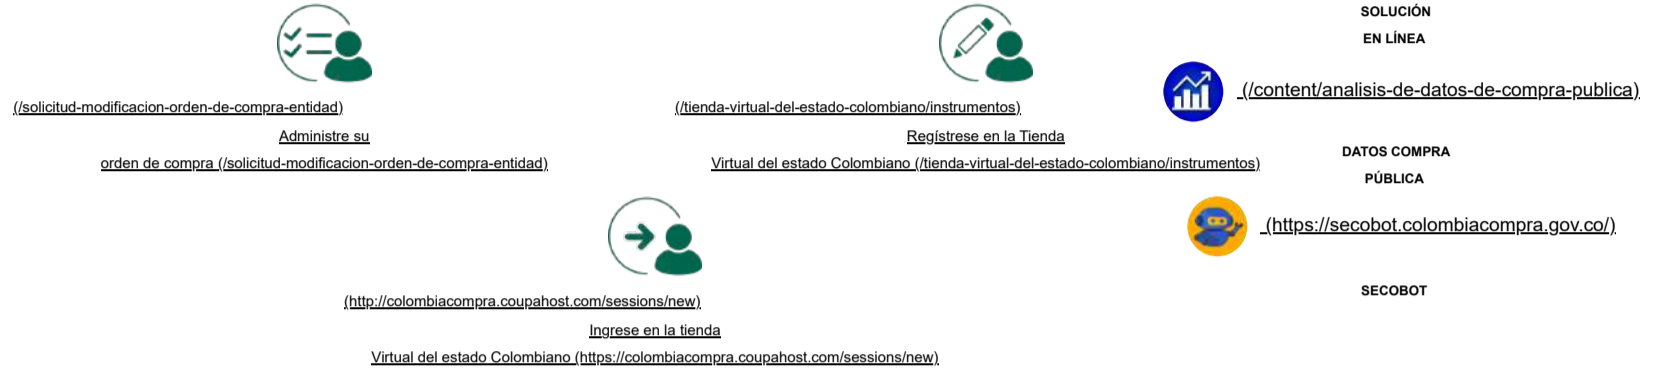 (/solicitud-modificacion-orden-de-compra-entidad)
Administre su
orden de compra (/solicitud-modificacion-orden-de-compra-entidad)
(/tienda-virtual-del-estado-colombiano/instrumentos)
Regístrese en la Tienda
Virtual del estado Colombiano (/tienda-virtual-del-estado-colombiano/instrumentos)
(http://colombiacompra.coupahost.com/sessions/new)
Ingrese en la tienda
Virtual del estado Colombiano (https://colombiacompra.coupahost.com/sessions/new)
SOLUCIÓN
EN LÍNEA
(/content/analisis-de-datos-de-compra-publica)
DATOS COMPRA
PÚBLICA
(https://secobot.colombiacompra.gov.co/)
SECOBOT